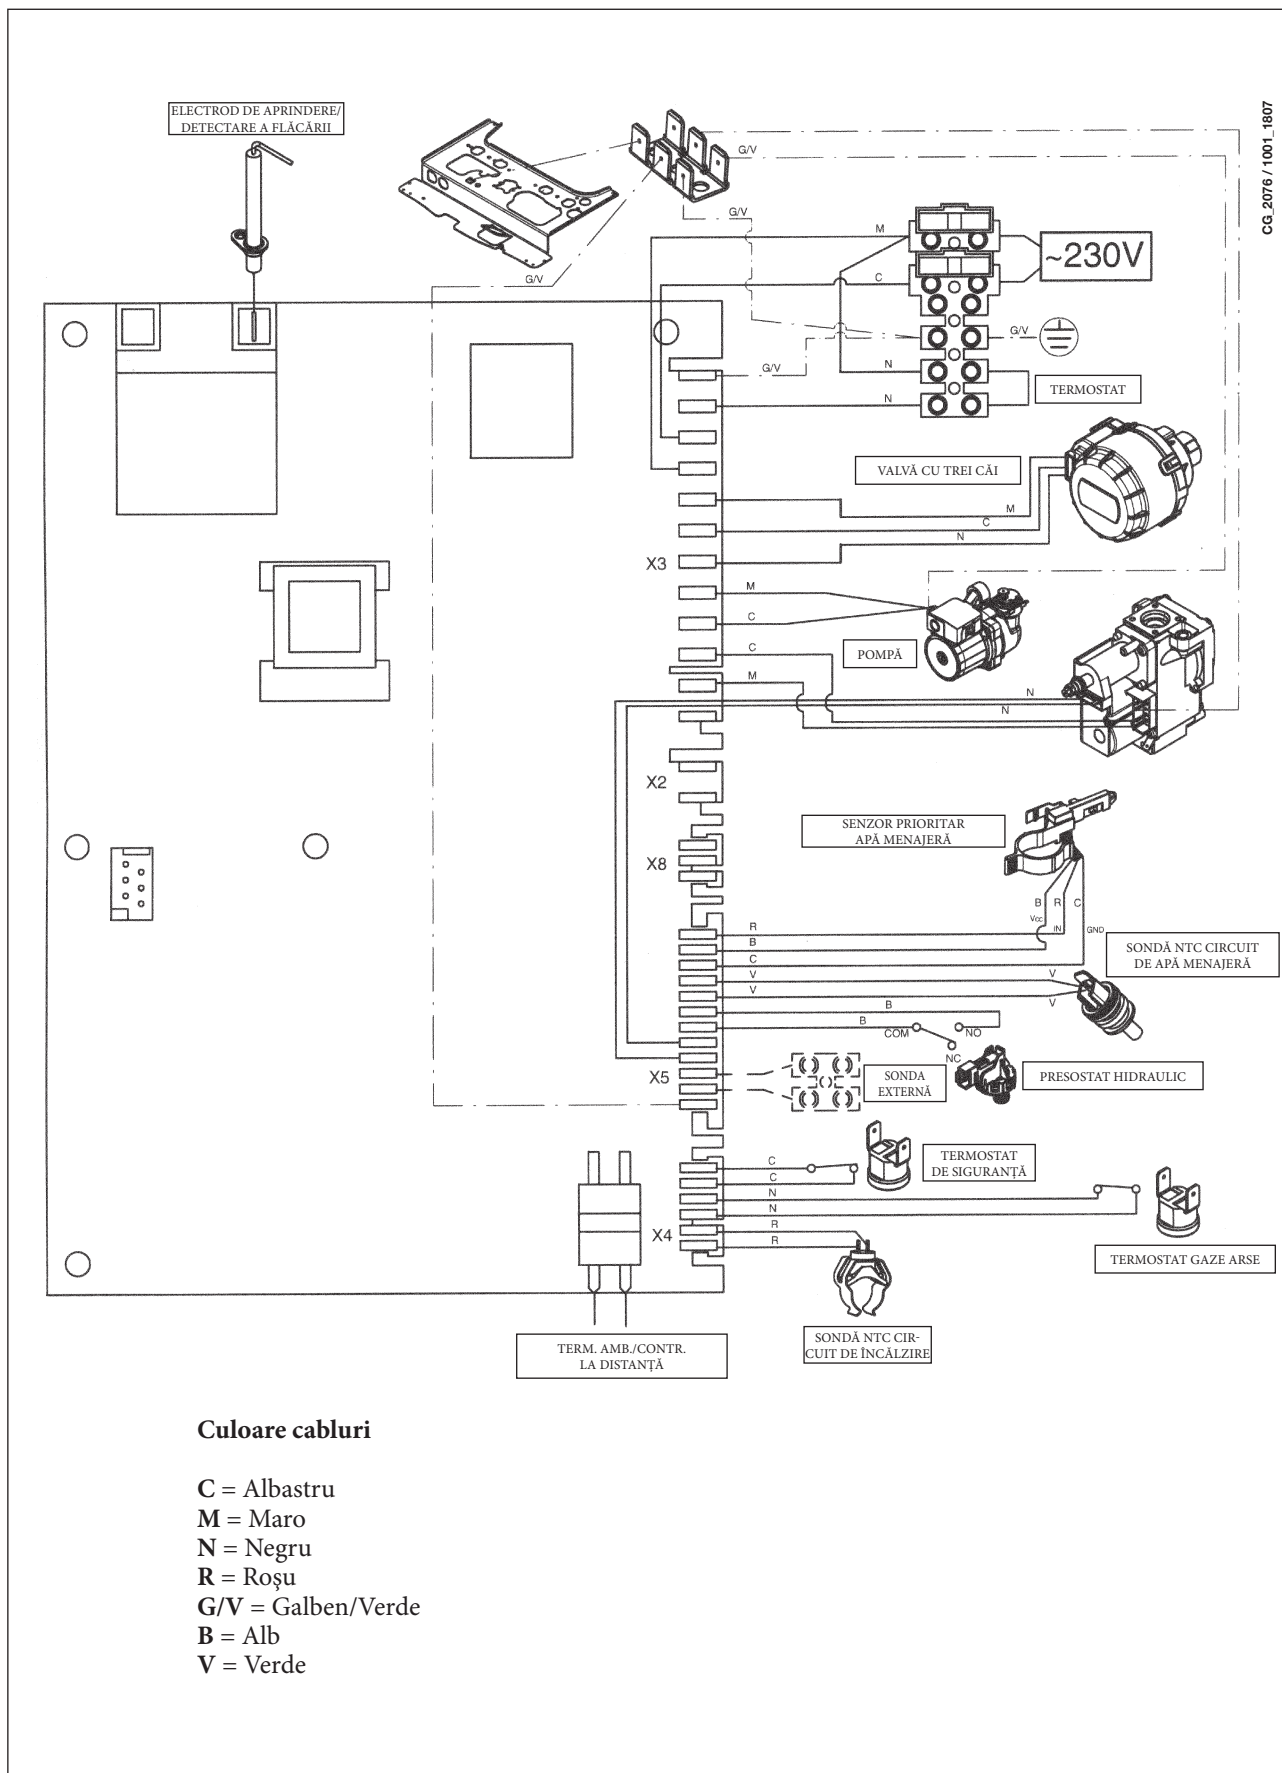 CG_2076 / 1001_1807
ELECTROD DE APRINDERE/
DETECTARE A FLĂCĂRII
G/V
G/V
G/V
M
~230V
C
G/V
G/V
N
TERMOSTAT
N
VALVĂ CU TREI CĂI
M
C
N
X3
M
C
POMPĂ
C
M
N
N
X2
SENZOR PRIORITAR
APĂ MENAJERĂ
X8
B
R
C
Vcc
IN
GND
R
B
C
V
V
V
V
SONDĂ NTC CIRCUIT
DE APĂ MENAJERĂ
B
B
COM
NO
NC
X5
SONDA
EXTERNĂ
PRESOSTAT HIDRAULIC
C
C
TERMOSTAT
DE SIGURANȚĂ
N
N
X4
R
R
TERMOSTAT GAZE ARSE
TERM. AMB./CONTR.
LA DISTANȚĂ
SONDĂ NTC CIR-
CUIT DE ÎNCĂLZIRE
Culoare cabluri
C = Albastru
M = Maro
N = Negru
R = Roşu
G/V = Galben/Verde
B = Alb
V = Verde